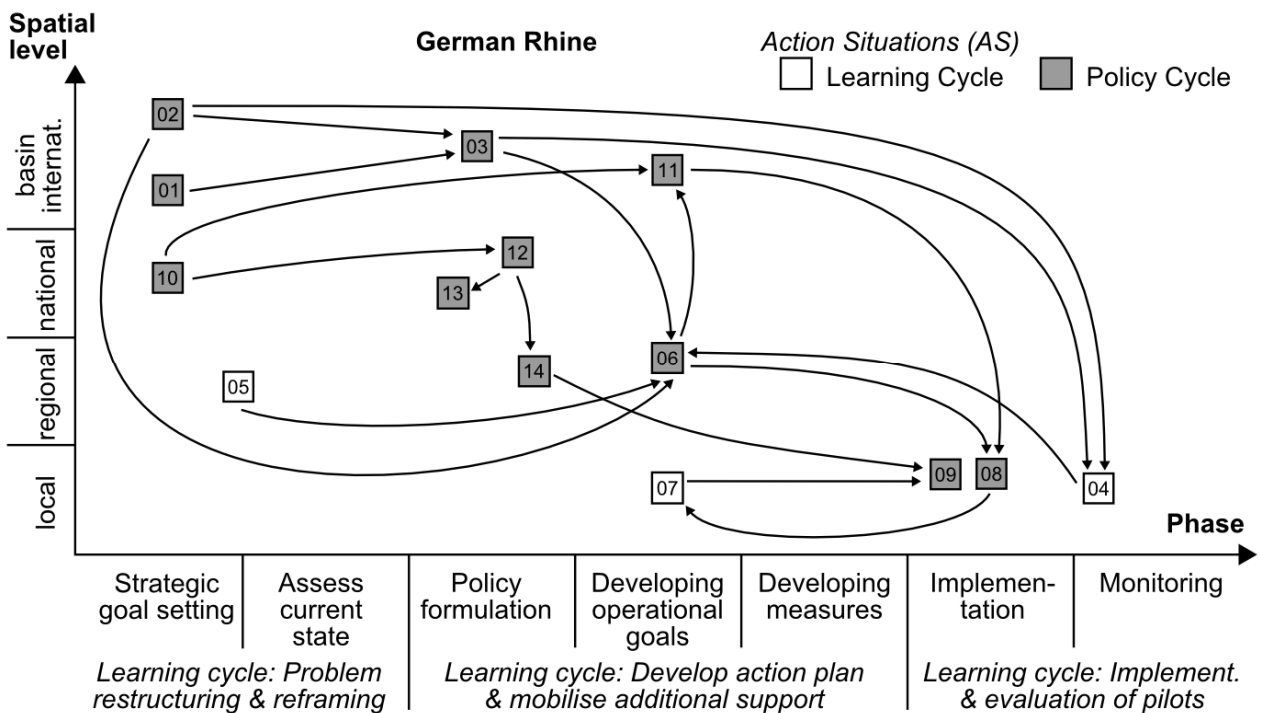 Spatial
level
German Rhine
Action Situations (AS)
Learning Cycle
Policy Cycle
basin
internat.
national
regional
local
02
03
01
11
10
12
13
14
06
05
07
09
08
04
Phase
Strategic
goal setting
Assess
current
state
Policy
formulation
Developing
operational
goals
Developing
measures
Implemen-
tation
Monitoring
Learning cycle: Problem
restructuring & reframing
Learning cycle: Develop action plan
& mobilise additional support
Learning cycle: Implement.
& evaluation of pilots